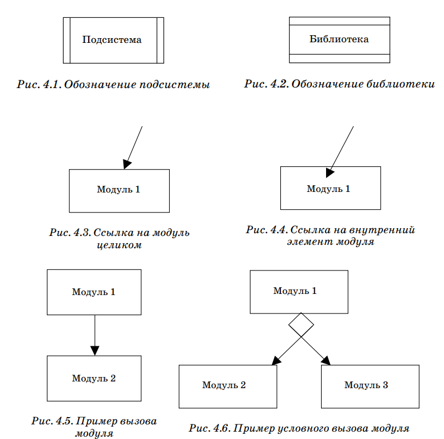 Подсистема
Библиотека
Рис. 4.1. Обозначение подсистемы
Рис. 4.2. Обозначение библиотеки
Модуль 1
Модуль 1
Рис. 4.3. Ссылка на модуль
целиком
Рис. 4.4. Ссылка на внутренний
элемент модуля
Модуль 1
Модуль 2
Рис. 4.5. Пример вызова
модуля
Модуль 1
Модуль 2
Модуль 3
Рис. 4.6. Пример условного вызова модуля